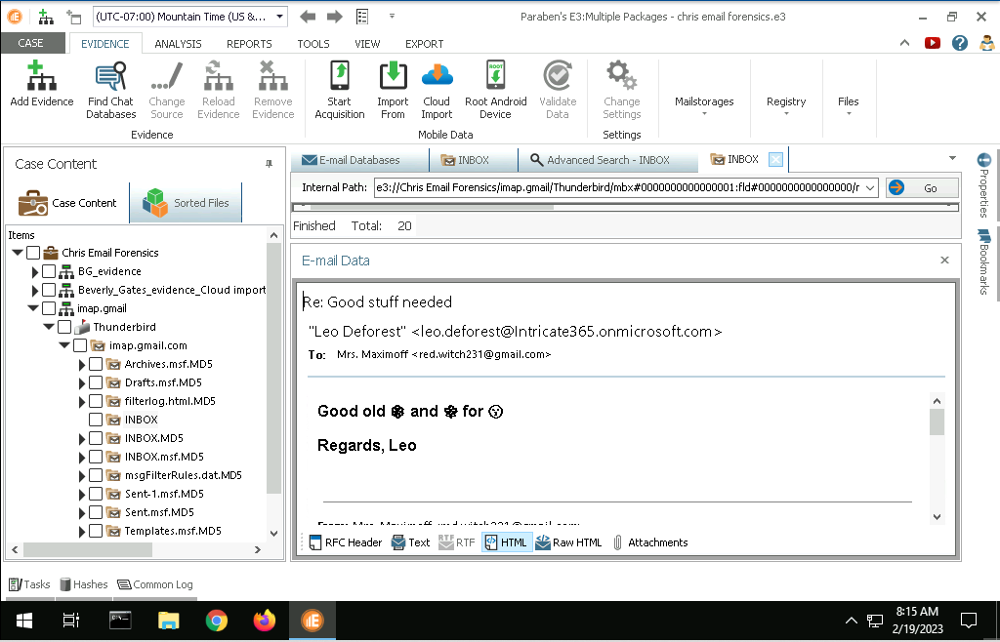 (UTC-07:00) Mountain Time (US &...
Paraben's E3:Multiple Packages - chris email forensics.e3
CASE EVIDENCE ANALYSIS REPORTS TOOLS VIEW EXPORT
Add Evidence
Find Chat Databases
Change Source
Reload Evidence
Remove Evidence
Start Acquisition
Import From
Cloud Import
Root Android Device
Validate Data
Change Settings
Mailstorages
Registry
Files
ROOT
Evidence
Mobile Data
Settings
Case Content
Case Content
Sorted Files
Items
Chris Email Forensics
BG_evidence
Beverly_Gates_evidence_Cloud import
imap.gmail
Thunderbird
imap.gmail.com
Archives.msf.MD5
Drafts.msf.MD5
filterlog.html.MD5
INBOX
INBOX.MD5
INBOX.msf.MD5
msgFilterRules.dat.MD5
Sent-1.msf.MD5
Sent.msf.MD5
Templates.msf.MD5
E-mail Databases
INBOX
Advanced Search - INBOX
INBOX
Internal Path:
e3://Chris Email Forensics/imap.gmail/Thunderbird/mbx#0000000000000001:fld#0000000000000000/r
Go
Finished Total: 20
E-mail Data
Re: Good stuff needed
"Leo Deforest" <leo.deforest@Intricate365.onmicrosoft.com>
To: Mrs. Maximoff <red.witch231@gmail.com>
Good old 🏵 and 🏵 for 😗
Regards, Leo
From: Mrs. Maximoff <red.witch231@gmail.com>
RFC Header Text RTF HTML Raw HTML Attachments
Properties
Bookmarks
Tasks Hashes Common Log
8:15 AM
2/19/2023